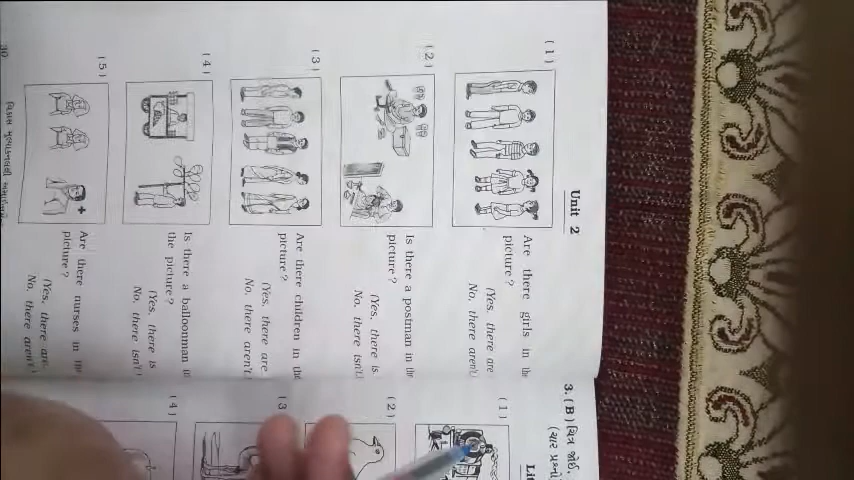 Unit 2
(1)
Are there girls in the
picture ?
(Yes, there are
No, there aren't.)
(2)
Is there a postman in the
picture ?
(Yes, there is.
No, there isn't.)
(3)
Are there children in the
picture ?
(Yes, there are
No, there aren't.)
(4)
Is there a balloonman
the picture ?
(Yes, there is
No, there isn't.)
(5)
Are there nurses in the
picture ?
(Yes, there are.
No, there aren't.)
30
3. (B) ચિત્ર જોઈ,
(ચાર
(1)
(2)
(3)
(4)